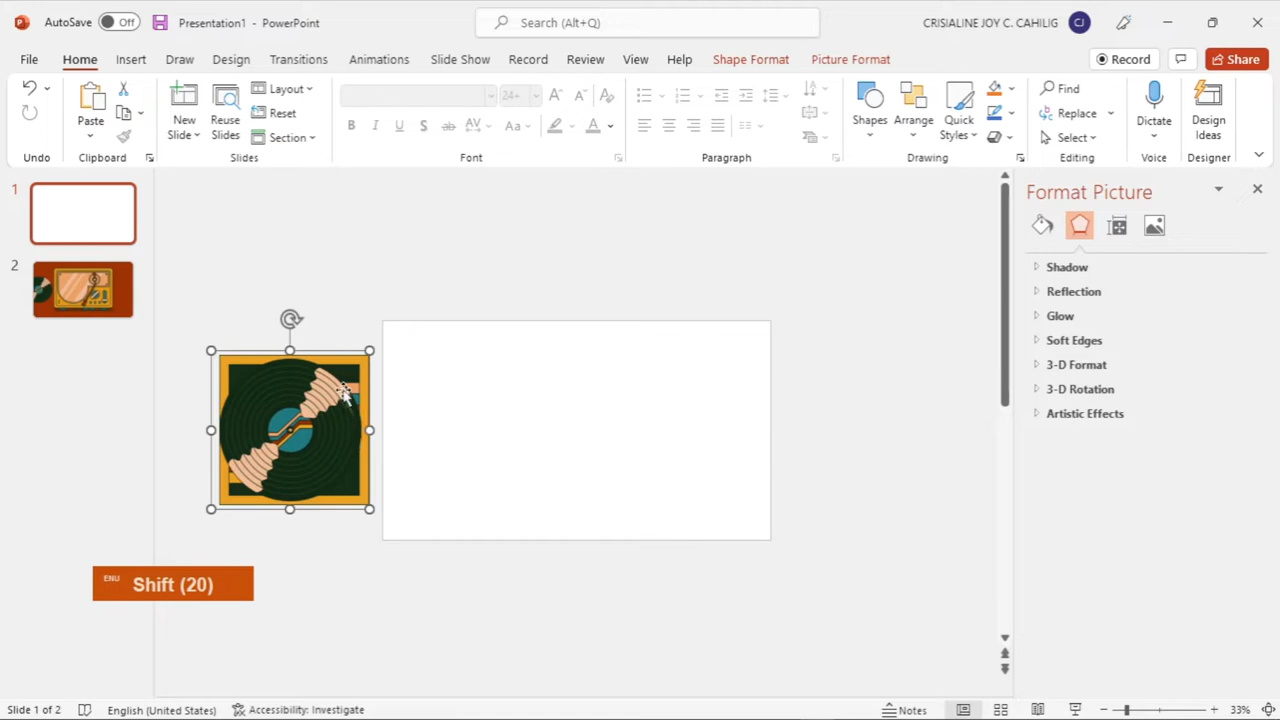 AutoSave Off Presentation1 - PowerPoint Search (Alt+Q) CRISIALINE JOY C. CAHILIG CJ
File Home Insert Draw Design Transitions Animations Slide Show Record Review View Help Shape Format Picture Format Record Share
Undo
Paste
Clipboard
New Slide
Reuse Slides
Layout
Reset
Section
Slides
Font
Paragraph
Shapes
Arrange
Quick Styles
Drawing
Find
Replace
Select
Editing
Dictate
Voice
Design Ideas
Designer
1
2
Format Picture
Shadow
Reflection
Glow
Soft Edges
3-D Format
3-D Rotation
Artistic Effects
ENU Shift (20)
Slide 1 of 2 English (United States) Accessibility: Investigate Notes 33%